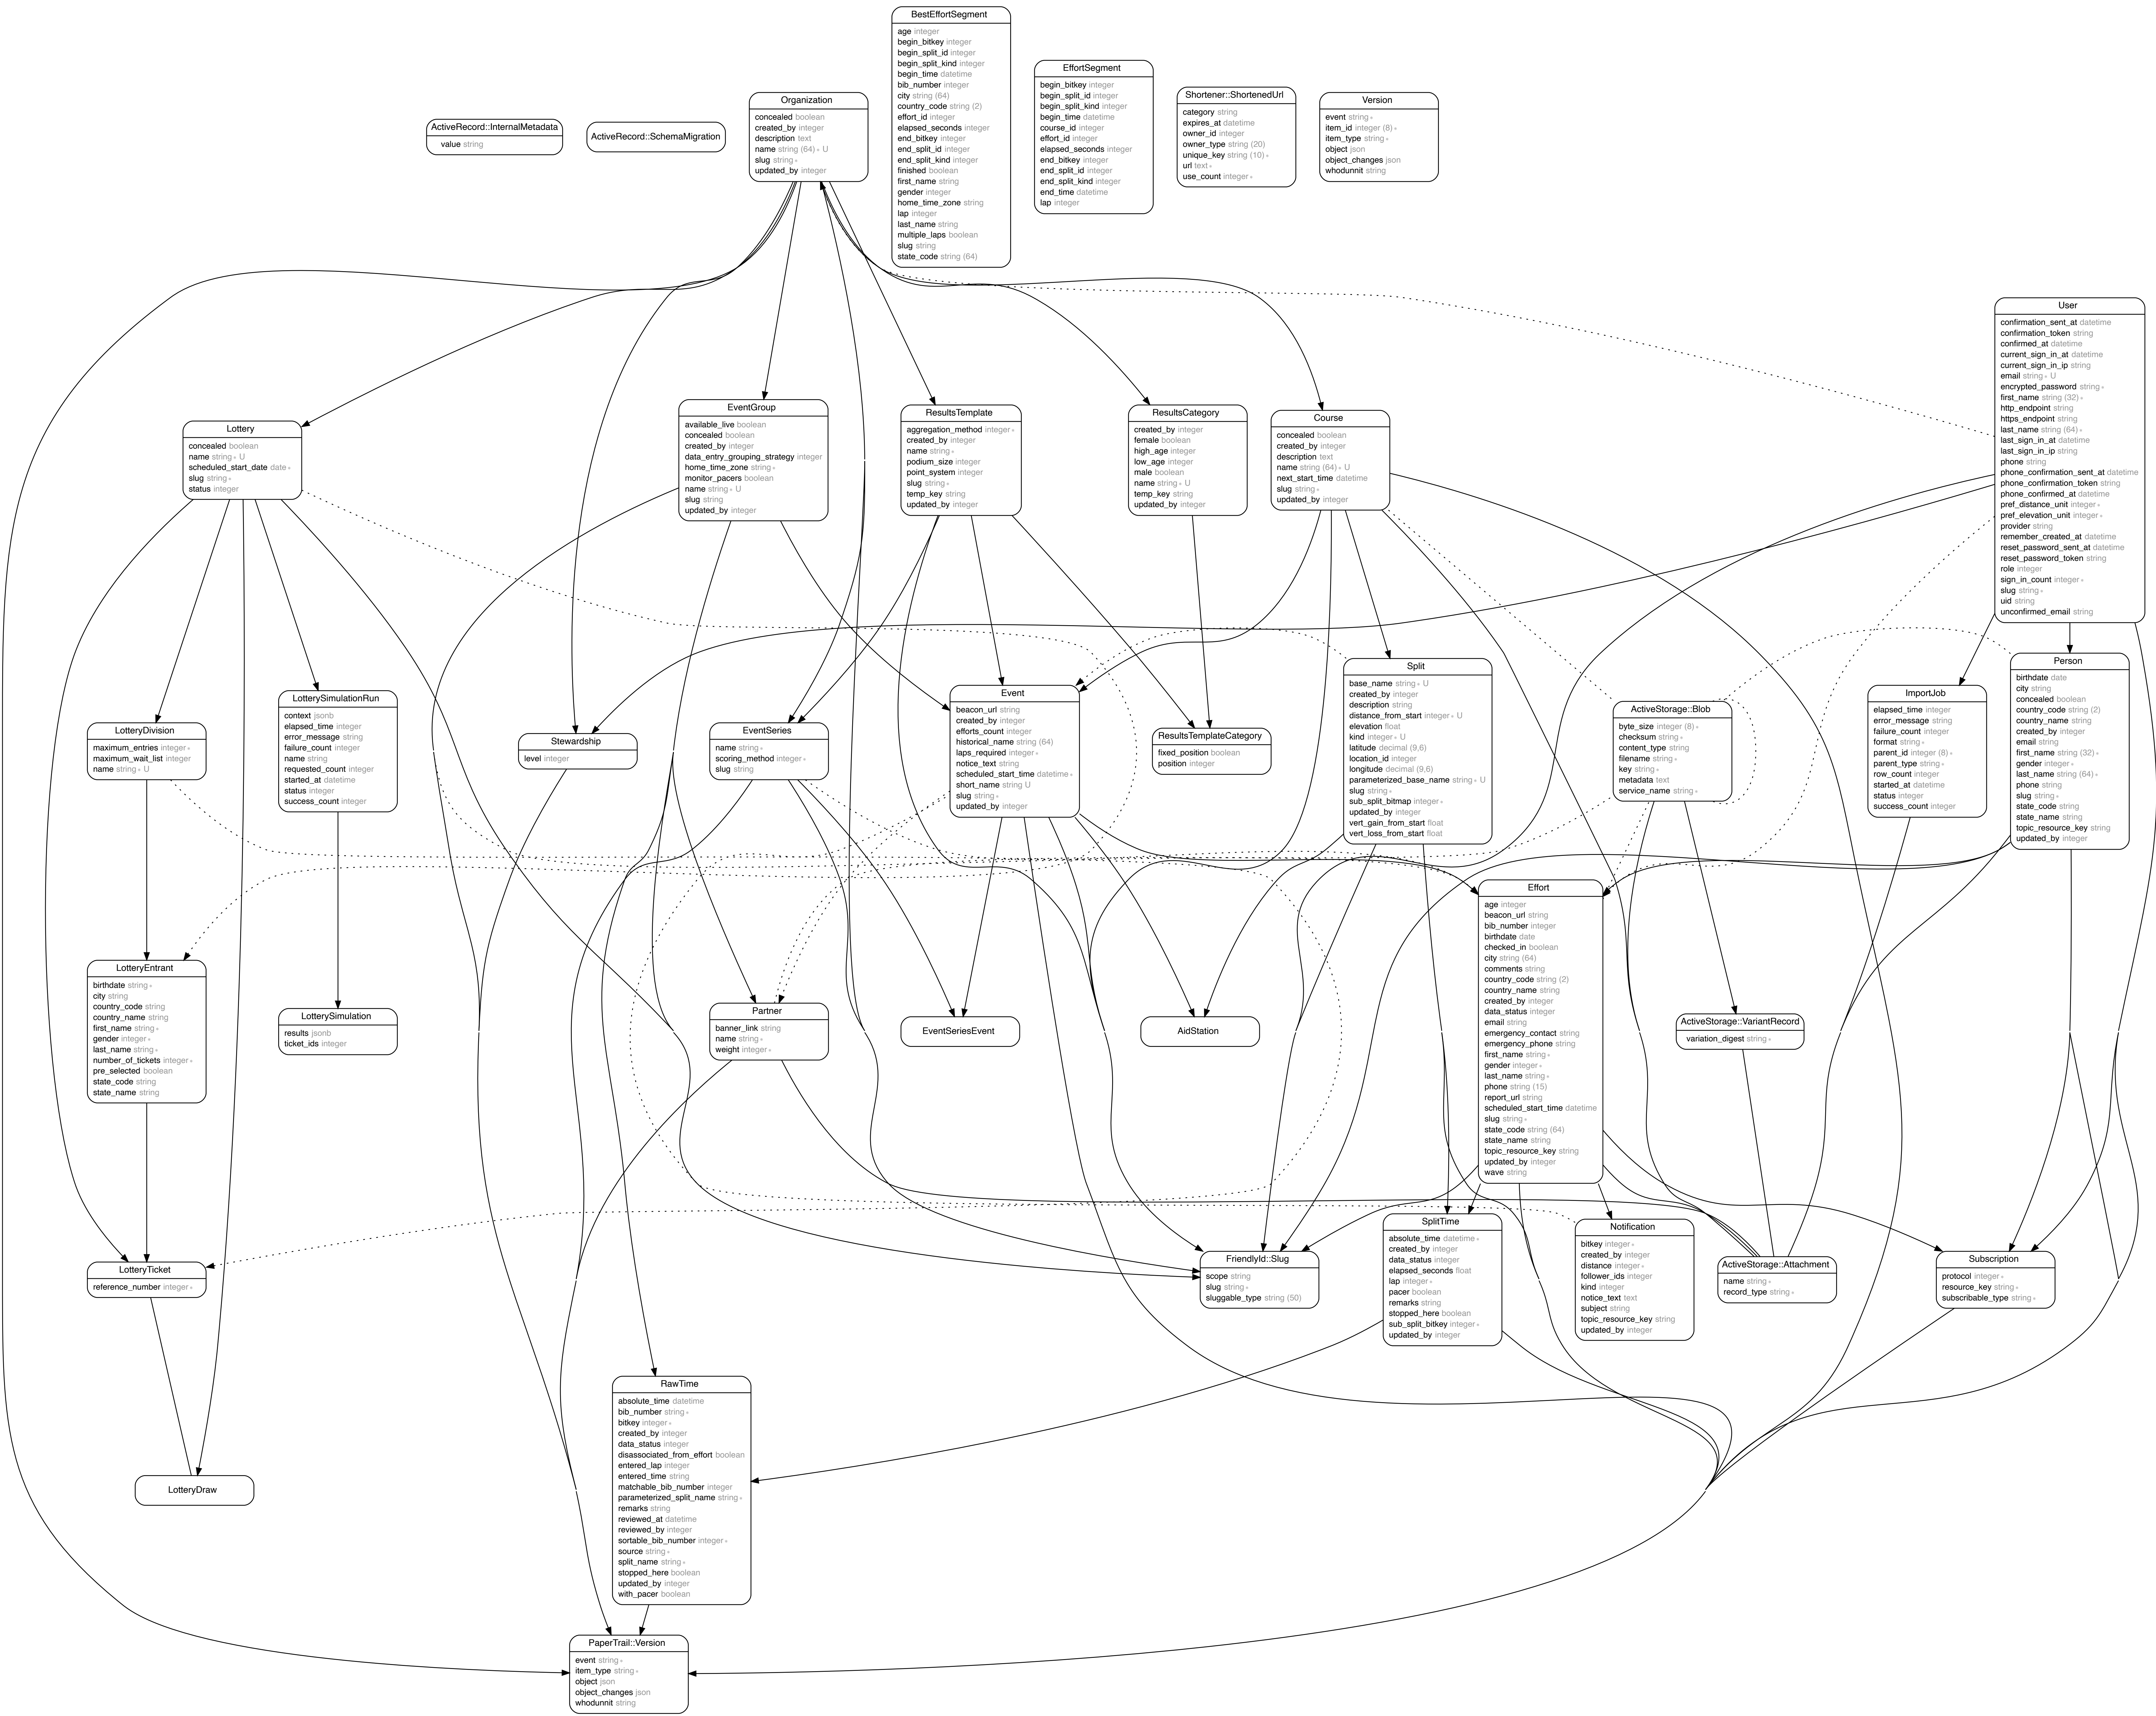 BestEffortSegment
age integer
begin_bitkey integer
begin_split_id integer
begin_split_kind integer
begin_time datetime
bib_number integer
city string (64)
country_code string (2)
effort_id integer
elapsed_seconds integer
end_bitkey integer
end_split_id integer
end_split_kind integer
finished boolean
first_name string
gender integer
home_time_zone string
lap integer
last_name string
multiple_laps boolean
slug string
state_code string (64)
EffortSegment
begin_bitkey integer
begin_split_id integer
begin_split_kind integer
begin_time datetime
course_id integer
effort_id integer
elapsed_seconds integer
end_bitkey integer
end_split_id integer
end_split_kind integer
end_time datetime
lap integer
Shortener::ShortenedUrl
category string
expires_at datetime
owner_id integer
owner_type string (20)
unique_key string (10) *
url text *
use_count integer *
Version
event string *
item_id integer (8) *
item_type string *
object json
object_changes json
whodunnit string
Organization
concealed boolean
created_by integer
description text
name string (64) * U
slug string *
updated_by integer
ActiveRecord::InternalMetadata
value string
ActiveRecord::SchemaMigration
User
confirmation_sent_at datetime
confirmation_token string
confirmed_at datetime
current_sign_in_at datetime
current_sign_in_ip string
email string * U
encrypted_password string *
first_name string (32) *
http_endpoint string
https_endpoint string
last_name string (64) *
last_sign_in_at datetime
last_sign_in_ip string
phone string
phone_confirmation_sent_at datetime
phone_confirmation_token string
phone_confirmed_at datetime
pref_distance_unit integer *
pref_elevation_unit integer *
provider string
remember_created_at datetime
reset_password_sent_at datetime
reset_password_token string
role integer
sign_in_count integer *
slug string *
uid string
unconfirmed_email string
Lottery
concealed boolean
name string * U
scheduled_start_date date *
slug string *
status integer
EventGroup
available_live boolean
concealed boolean
created_by integer
data_entry_grouping_strategy integer
home_time_zone string *
monitor_pacers boolean
name string * U
slug string
updated_by integer
ResultsTemplate
aggregation_method integer *
created_by integer
name string *
podium_size integer
point_system integer
slug string *
temp_key string
updated_by integer
ResultsCategory
created_by integer
female boolean
high_age integer
low_age integer
male boolean
name string * U
temp_key string
updated_by integer
Course
concealed boolean
created_by integer
description text
name string (64) * U
next_start_time datetime
slug string *
updated_by integer
LotteryDivision
maximum_entries integer *
maximum_wait_list integer
name string * U
LotterySimulationRun
context jsonb
elapsed_time integer
error_message string
failure_count integer
name string
requested_count integer
started_at datetime
status integer
success_count integer
Stewardship
level integer
EventSeries
name string *
scoring_method integer *
slug string
Event
beacon_url string
created_by integer
efforts_count integer
historical_name string (64)
laps_required integer *
notice_text string
scheduled_start_time datetime *
short_name string U
slug string *
updated_by integer
ResultsTemplateCategory
fixed_position boolean
position integer
Split
base_name string * U
created_by integer
description string
distance_from_start integer * U
elevation float
kind integer * U
latitude decimal (9,6)
location_id integer
longitude decimal (9,6)
parameterized_base_name string * U
slug string *
sub_split_bitmap integer *
updated_by integer
vert_gain_from_start float
vert_loss_from_start float
ActiveStorage::Blob
byte_size integer (8) *
checksum string *
content_type string
filename string *
key string *
metadata text
service_name string *
ImportJob
elapsed_time integer
error_message string
failure_count integer
format string *
parent_id integer (8) *
parent_type string *
row_count integer
started_at datetime
status integer
success_count integer
Person
birthdate date
city string
concealed boolean
country_code string (2)
country_name string
created_by integer
email string
first_name string (32) *
gender integer *
last_name string (64) *
phone string
slug string *
state_code string
state_name string
topic_resource_key string
updated_by integer
LotteryEntrant
birthdate string *
city string
country_code string
country_name string
first_name string *
gender integer *
last_name string *
number_of_tickets integer *
pre_selected boolean
state_code string
state_name string
LotterySimulation
results jsonb
ticket_ids integer
Partner
banner_link string
name string *
weight integer *
EventSeriesEvent
AidStation
Effort
age integer
beacon_url string
bib_number integer
birthdate date
checked_in boolean
city string (64)
comments string
country_code string (2)
country_name string
created_by integer
data_status integer
email string
emergency_contact string
emergency_phone string
first_name string *
gender integer *
last_name string *
phone string (15)
report_url string
scheduled_start_time datetime
slug string *
state_code string (64)
state_name string
topic_resource_key string
updated_by integer
wave string
ActiveStorage::VariantRecord
variation_digest string *
LotteryTicket
reference_number integer *
FriendlyId::Slug
scope string
slug string *
sluggable_type string (50)
SplitTime
absolute_time datetime *
created_by integer
data_status integer
elapsed_seconds float
lap integer *
pacer boolean
remarks string
stopped_here boolean
sub_split_bitkey integer *
updated_by integer
Notification
bitkey integer *
created_by integer
distance integer *
follower_ids integer
kind integer
notice_text text
subject string
topic_resource_key string
updated_by integer
ActiveStorage::Attachment
name string *
record_type string *
Subscription
protocol integer *
resource_key string *
subscribable_type string *
RawTime
absolute_time datetime
bib_number string *
bitkey integer *
created_by integer
data_status integer
disassociated_from_effort boolean
entered_lap integer
entered_time string
matchable_bib_number integer
parameterized_split_name string *
remarks string
reviewed_at datetime
reviewed_by integer
sortable_bib_number integer *
source string *
split_name string *
stopped_here boolean
updated_by integer
with_pacer boolean
LotteryDraw
PaperTrail::Version
event string *
item_type string *
object json
object_changes json
whodunnit string